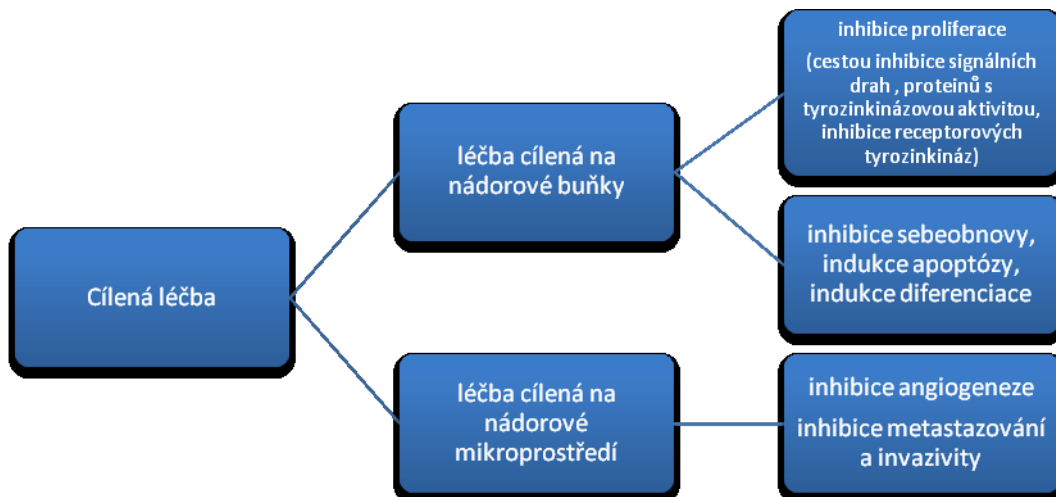 Cílená léčba
léčba cílená na
nádorové buňky
inhibice proliferace
(cestou inhibice signálních
drah , proteinů s
tyrozinkinázovou aktivitou,
inhibice receptorových
tyrozinkináz)
inhibice sebeobnovy,
indukce apoptózy,
indukce diferenciace
léčba cílená na
nádorové
mikroprostředí
inhibice angiogeneze
inhibice metastazování
a invazivity